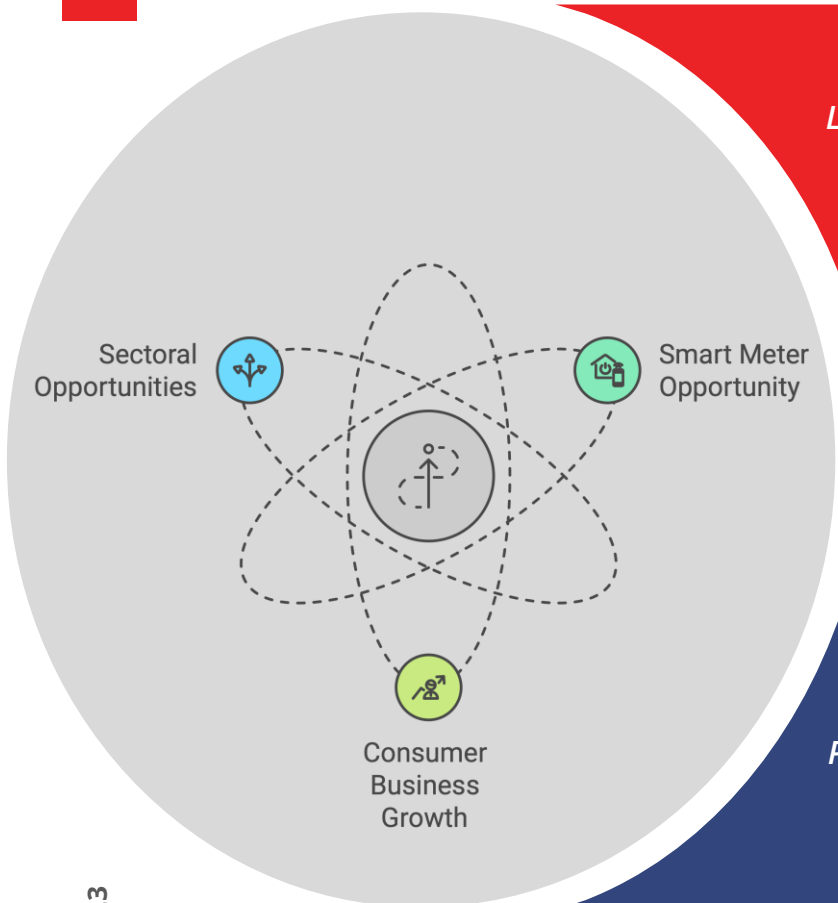 L
Sectoral
Opportunities
Smart Meter
Opportunity
Consumer
Business
Growth